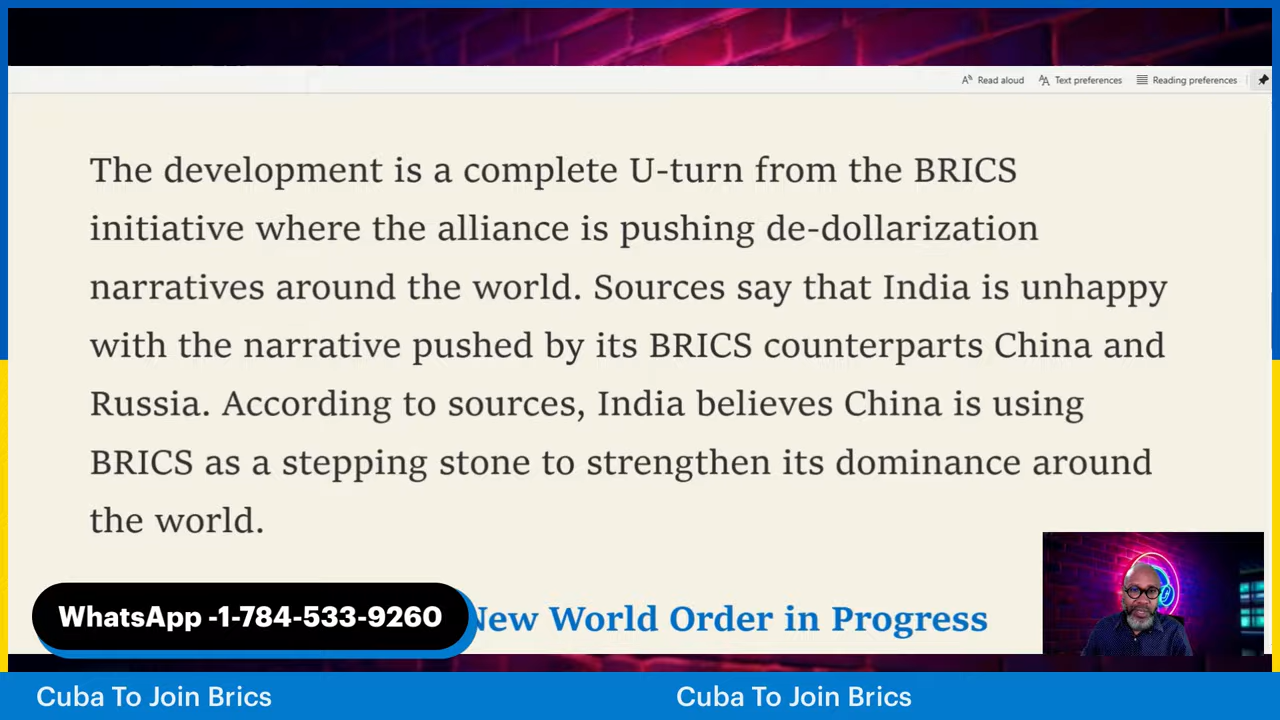 Read aloud Text preferences Reading preferences
The development is a complete U-turn from the BRICS
initiative where the alliance is pushing de-dollarization
narratives around the world. Sources say that India is unhappy
with the narrative pushed by its BRICS counterparts China and
Russia. According to sources, India believes China is using
BRICS as a stepping stone to strengthen its dominance around
the world.
WhatsApp -1-784-533-9260
New World Order in Progress
Cuba To Join Brics Cuba To Join Brics